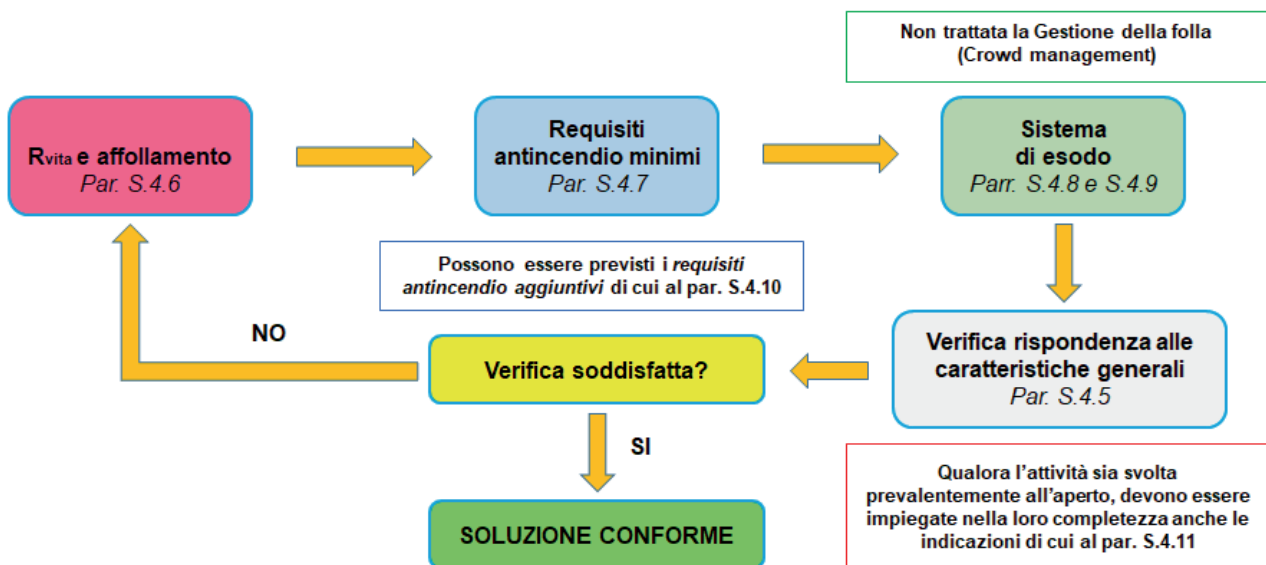 Non trattata la Gestione della folla
(Crowd management)
Rvita e affollamento
Par. S.4.6
Requisiti
antincendio minimi
Par. S.4.7
Sistema
di esodo
Parr. S.4.8 e S.4.9
Possono essere previsti i requisiti
antincendio aggiuntivi di cui al par. S.4.10
NO
Verifica soddisfatta?
Verifica rispondenza alle
caratteristiche generali
Par. S.4.5
SI
SOLUZIONE CONFORME
Qualora l'attività sia svolta
prevalentemente all'aperto, devono essere
impiegate nella loro completezza anche le
indicazioni di cui al par. S.4.11